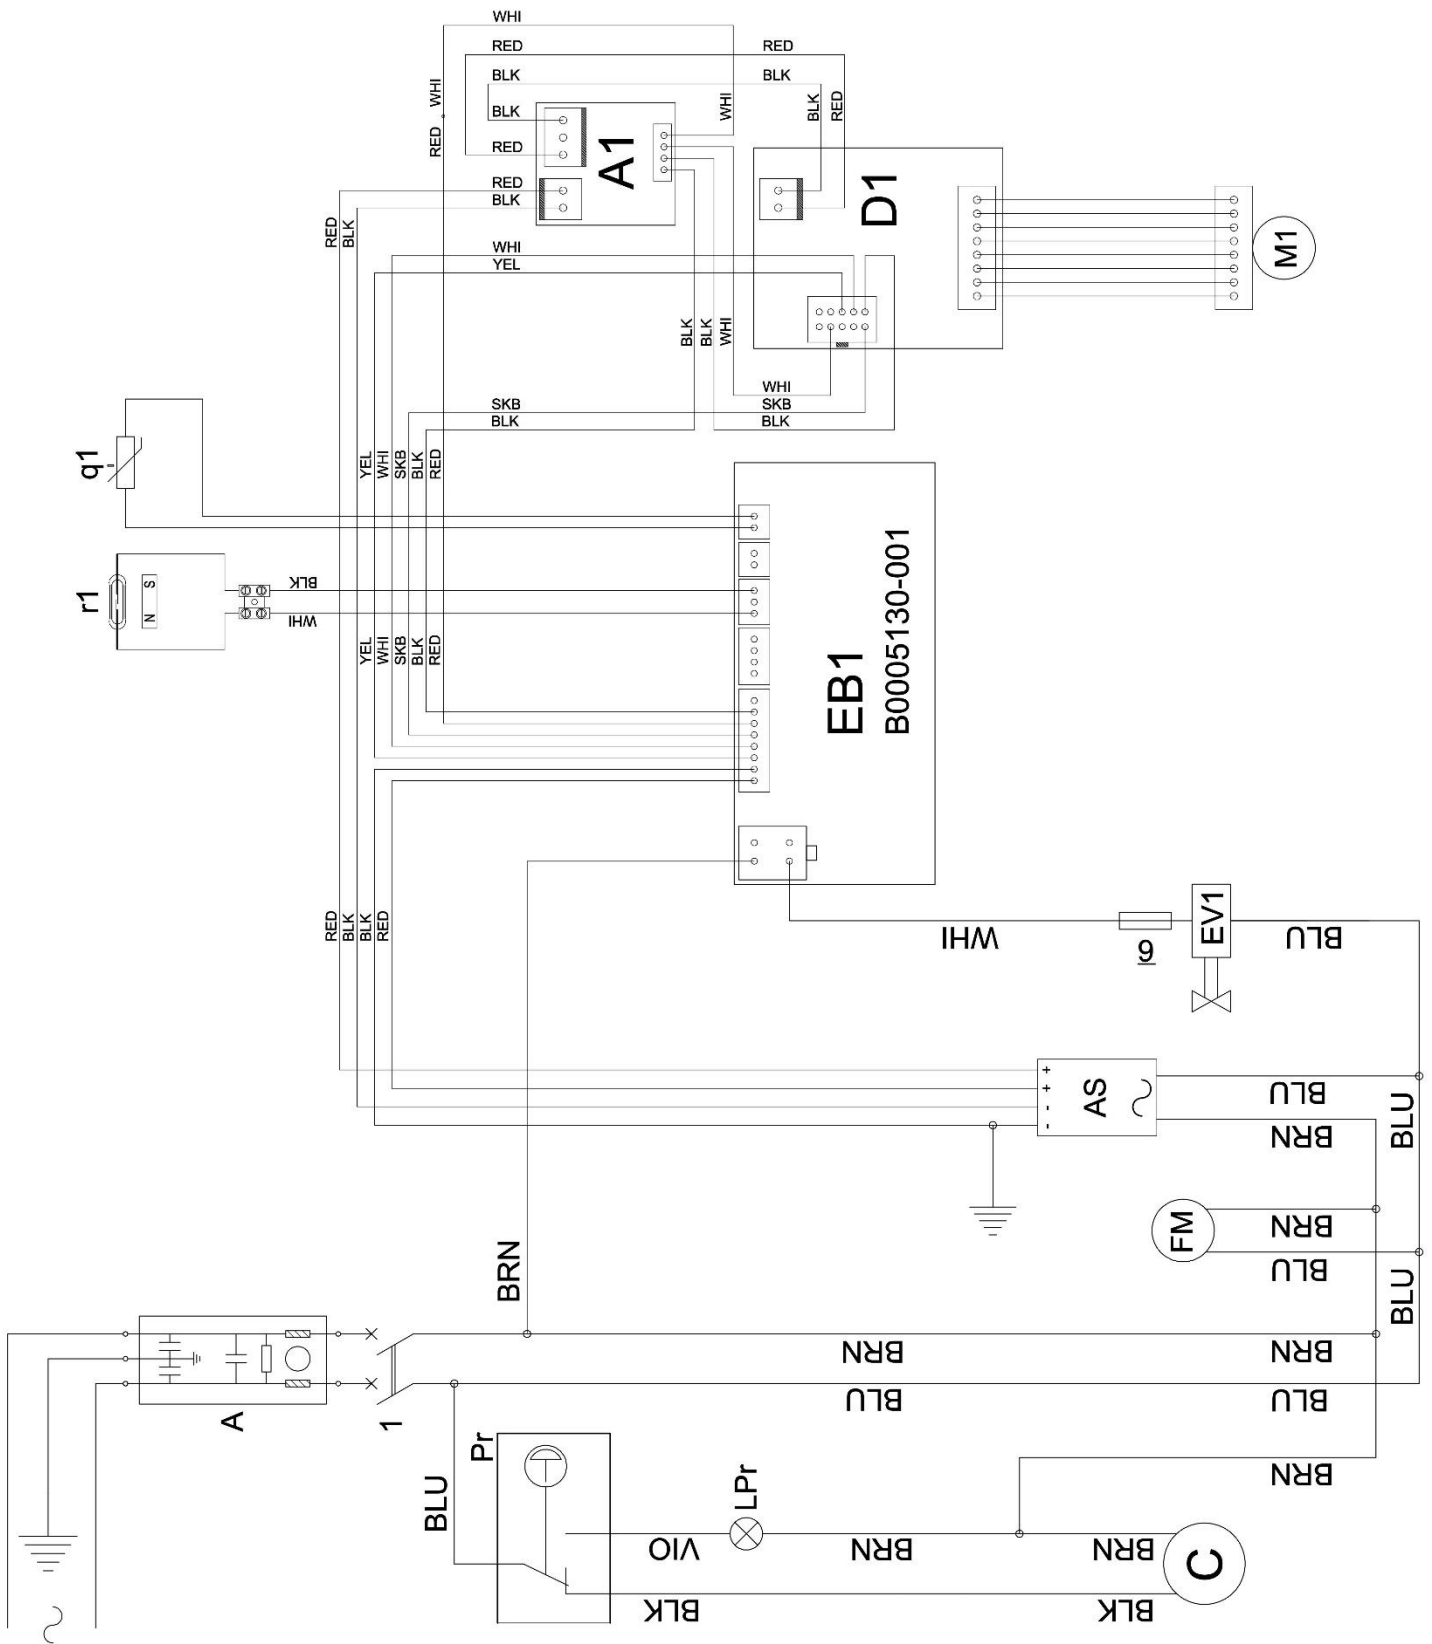 WHI
RED
RED
BLK
BLK
WHI
BLK
BLK
RED
WHI
RED
RED
A1
RED
BLK
RED
BLK
D1
M1
WHI
YEL
BLK
BLK
WHI
WHI
SKB
SKB
BLK
BLK
q1
YEL
WHI
SKB
BLK
RED
r1
N S
BLK
WHI
YEL
WHI
SKB
BLK
RED
EB1
B0005130-001
RED
BLK
BLK
RED
WHI
9
EV1
BLU
+
+
-
-
AS
BLU
BRN
BLU
FM
BRN
BLU
BRN
BLU
A
1
BRN
BRN
BLU
BLU
Pr
BLU
LPr
BRN
VIO
BRN
BRN
C
BLK
BLK